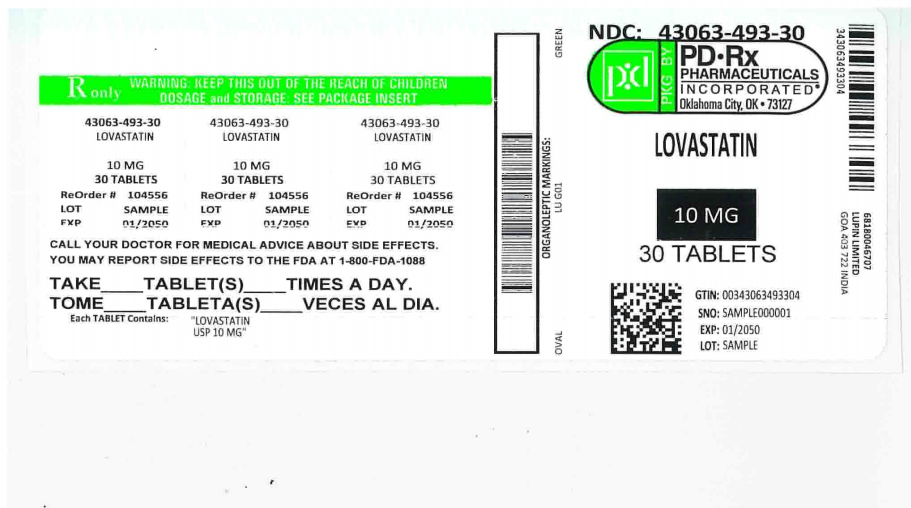 Rx only
WARNING: KEEP THIS OUT OF THE REACH OF CHILDREN
DOSAGE and STORAGE: SEE PACKAGE INSERT
43063-493-30 43063-493-30 43063-493-30
LOVASTATIN LOVASTATIN LOVASTATIN
10 MG 10 MG 10 MG
30 TABLETS 30 TABLETS 30 TABLETS
ReOrder # 104556 ReOrder # 104556 ReOrder # 104556
LOT SAMPLE LOT SAMPLE LOT SAMPLE
EXP 01/2050 EXP 01/2050 EXP 01/2050
CALL YOUR DOCTOR FOR MEDICAL ADVICE ABOUT SIDE EFFECTS.
YOU MAY REPORT SIDE EFFECTS TO THE FDA AT 1-800-FDA-1088
TAKE____TABLET(S)____TIMES A DAY.
TOME____TABLETA(S)____VECES AL DIA.
Each TABLET Contains: "LOVASTATIN
USP 10 MG"
ORGANOLEPTIC MARKINGS:
LU G01
OVAL GREEN
NDC: 43063-493-30
pd
PKG BY
PD•Rx
PHARMACEUTICALS
INCORPORATED®
Oklahoma City, OK • 73127
LOVASTATIN
10 MG
30 TABLETS
GTIN: 00343063493304
SNO: SAMPLE000001
EXP: 01/2050
LOT: SAMPLE
343063493304
68180046707
LUPIN LIMITED
GOA 403 722 INDIA